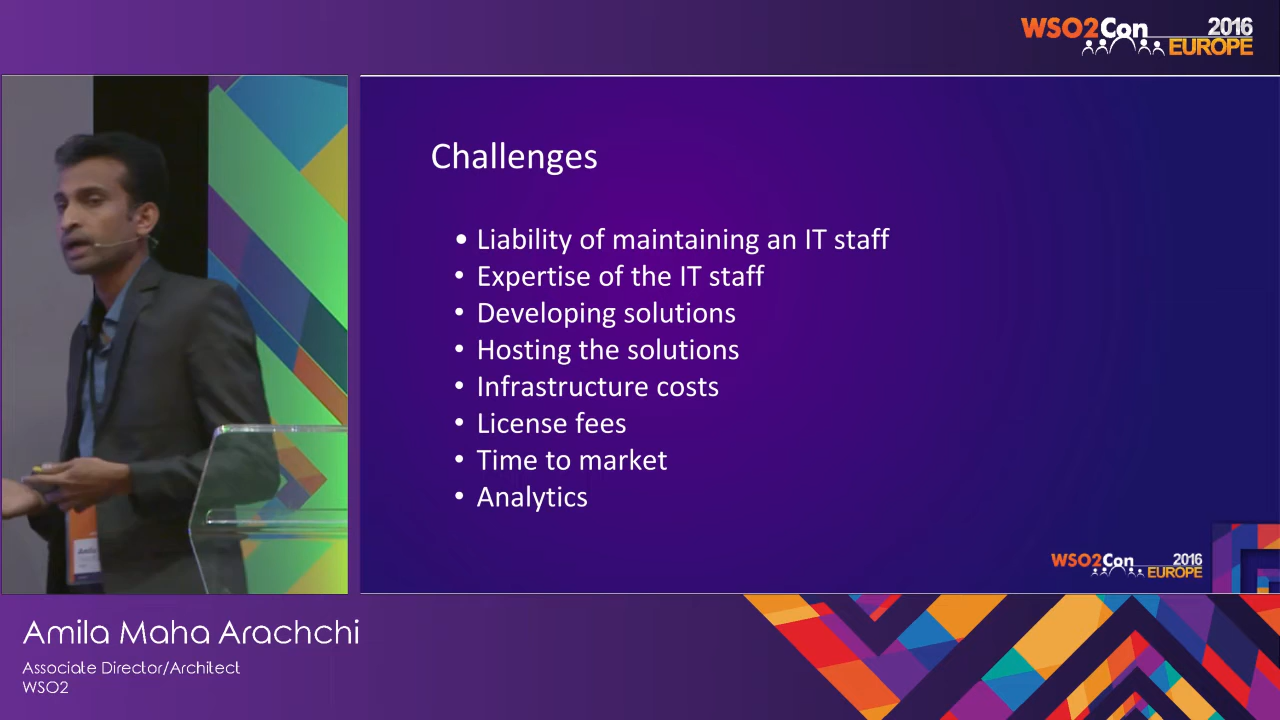 WSO2Con 2016
EUROPE
Challenges
• Liability of maintaining an IT staff
• Expertise of the IT staff
• Developing solutions
• Hosting the solutions
• Infrastructure costs
• License fees
• Time to market
• Analytics
WSO2Con 2016
EUROPE
Amila
Amila Maha Arachchi
Associate Director/Architect
WSO2